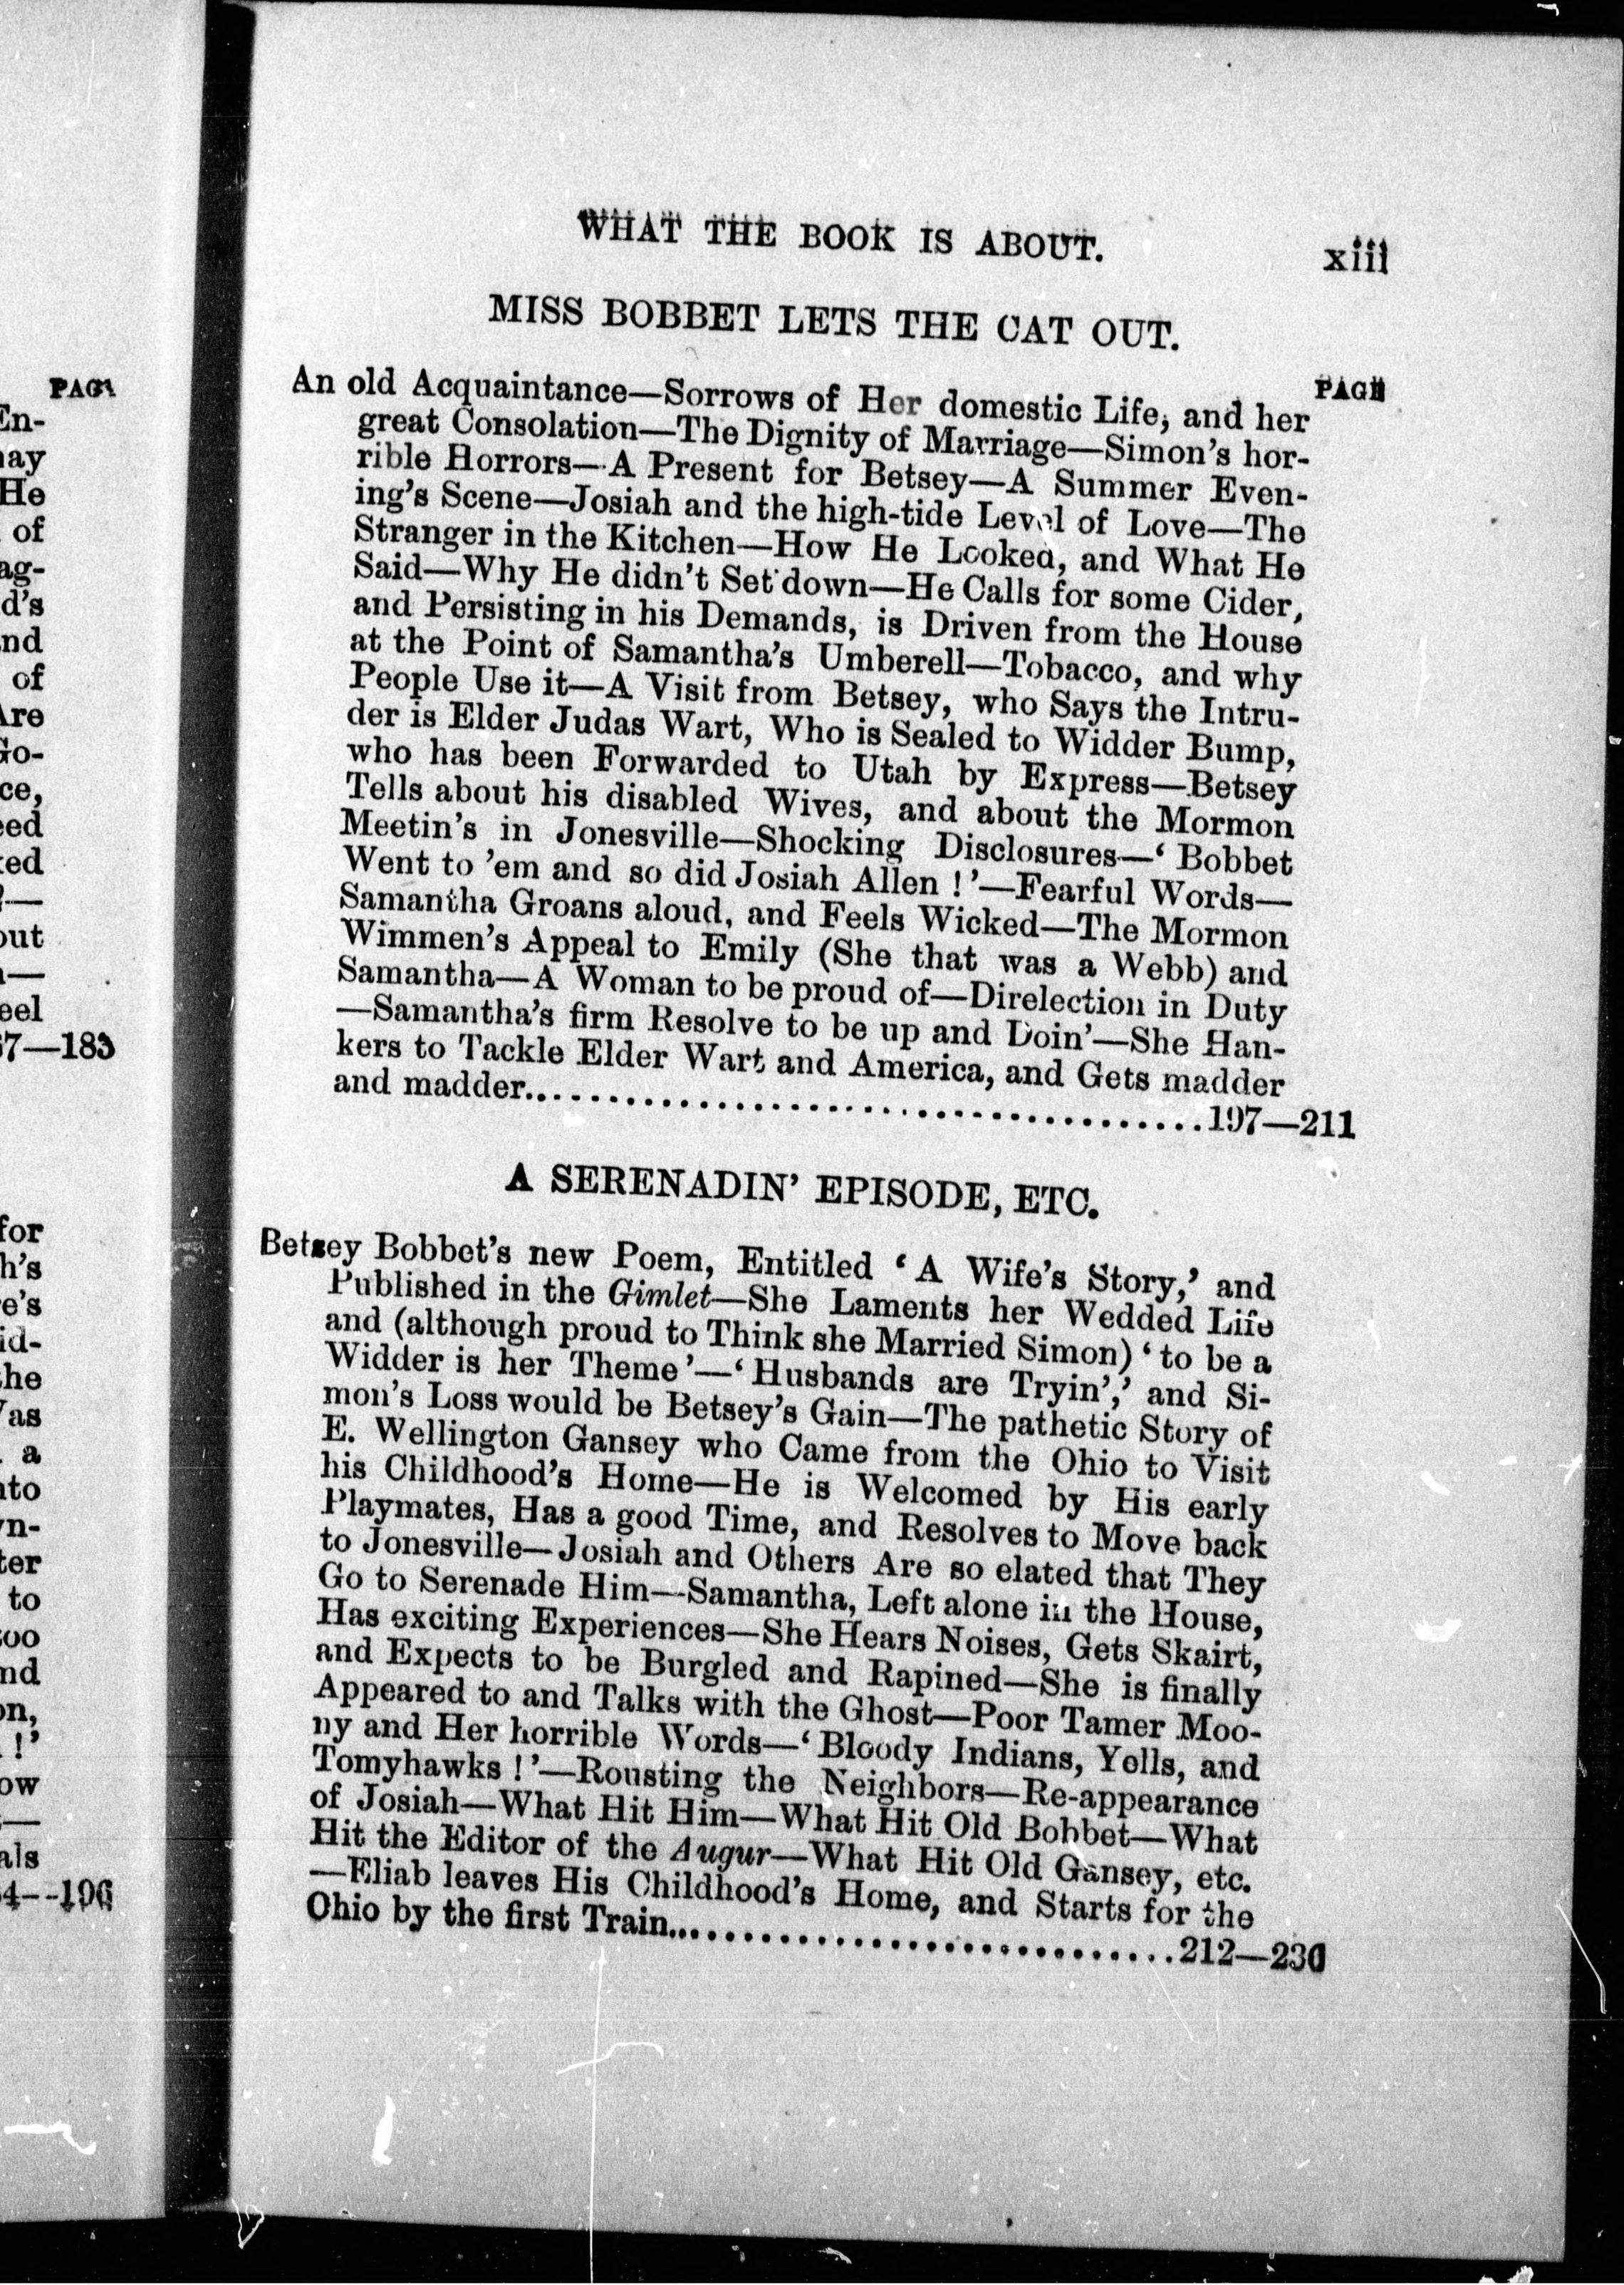 WHAT THE BOOK IS ABOUT. xiii
MISS BOBBET LETS THE CAT OUT.
PAGE
An old Acquaintance—Sorrows of Her domestic Life, and her
great Consolation—The Dignity of Marriage—Simon's hor-
rible Horrors—A Present for Betsey—A Summer Even-
ing's Scene—Josiah and the high-tide Level of Love—The
Stranger in the Kitchen—How He Looked, and What He
Said—Why He didn't Set down—He Calls for some Cider,
and Persisting in his Demands, is Driven from the House
at the Point of Samantha's Umberell—Tobacco, and why
People Use it—A Visit from Betsey, who Says the Intru-
der is Elder Judas Wart, Who is Sealed to Widder Bump,
who has been Forwarded to Utah by Express—Betsey
Tells about his disabled Wives, and about the Mormon
Meetin's in Jonesville—Shocking Disclosures—‘Bobbet
Went to 'em and so did Josiah Allen !’—Fearful Words—
Samantha Groans aloud, and Feels Wicked—The Mormon
Wimmen's Appeal to Emily (She that was a Webb) and
Samantha—A Woman to be proud of—Direlection in Duty
—Samantha's firm Resolve to be up and Doin'—She Han-
kers to Tackle Elder Wart and America, and Gets madder
and madder........................................197—211
A SERENADIN' EPISODE, ETC.
Betsey Bobbet's new Poem, Entitled ‘A Wife's Story,’ and
Published in the Gimlet—She Laments her Wedded Life
and (although proud to Think she Married Simon) ‘to be a
Widder is her Theme’—‘Husbands are Tryin',’ and Si-
mon's Loss would be Betsey's Gain—The pathetic Story of
E. Wellington Gansey who Came from the Ohio to Visit
his Childhood's Home—He is Welcomed by His early
Playmates, Has a good Time, and Resolves to Move back
to Jonesville—Josiah and Others Are so elated that They
Go to Serenade Him—Samantha, Left alone in the House,
Has exciting Experiences—She Hears Noises, Gets Skairt,
and Expects to be Burgled and Rapined—She is finally
Appeared to and Talks with the Ghost—Poor Tamer Moo-
ny and Her horrible Words—‘Bloody Indians, Yells, and
Tomyhawks !’—Rousting the Neighbors—Re-appearance
of Josiah—What Hit Him—What Hit Old Bobbet—What
Hit the Editor of the Augur—What Hit Old Gansey, etc.
—Eliab leaves His Childhood's Home, and Starts for the
Ohio by the first Train..............................212—230